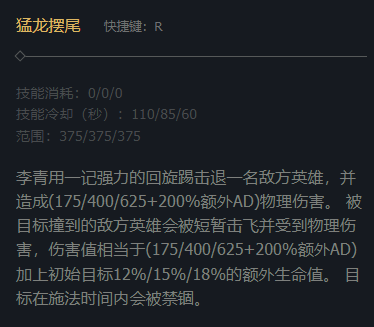 猛龙摆尾 快捷键：R
技能消耗：0/0/0
技能冷却（秒）：110/85/60
范围：375/375/375
李青用一记强力的回旋踢击退一名敌方英雄，并
造成(175/400/625+200%额外AD)物理伤害。 被
目标撞到的敌方英雄会被短暂击飞并受到物理伤
害，伤害值相当于(175/400/625+200%额外AD)
加上初始目标12%/15%/18%的额外生命值。 目
标在施法时间内会被禁锢。